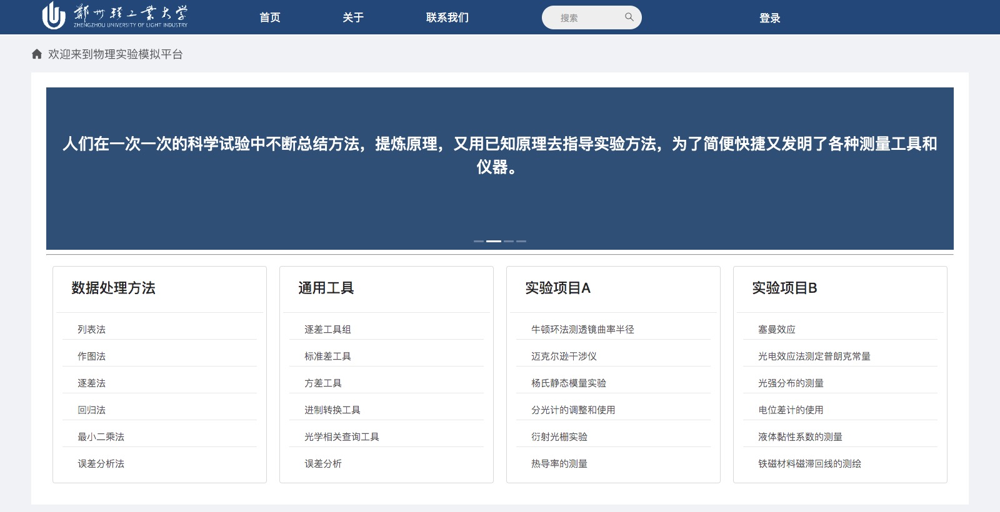 郑州轻工业大学
ZHENGZHOU UNIVERSITY OF LIGHT INDUSTRY
首页
关于
联系我们
搜索
登录
欢迎来到物理实验模拟平台
人们在一次一次的科学试验中不断总结方法，提炼原理，又用已知原理去指导实验方法，为了简便快捷又发明了各种测量工具和
仪器。
数据处理方法
列表法
作图法
逐差法
回归法
最小二乘法
误差分析法
通用工具
逐差工具组
标准差工具
方差工具
进制转换工具
光学相关查询工具
误差分析
实验项目A
牛顿环法测透镜曲率半径
迈克尔逊干涉仪
杨氏静态模量实验
分光计的调整和使用
衍射光栅实验
热导率的测量
实验项目B
塞曼效应
光电效应法测定普朗克常量
光强分布的测量
电位差计的使用
液体黏性系数的测量
铁磁材料磁滞回线的测绘